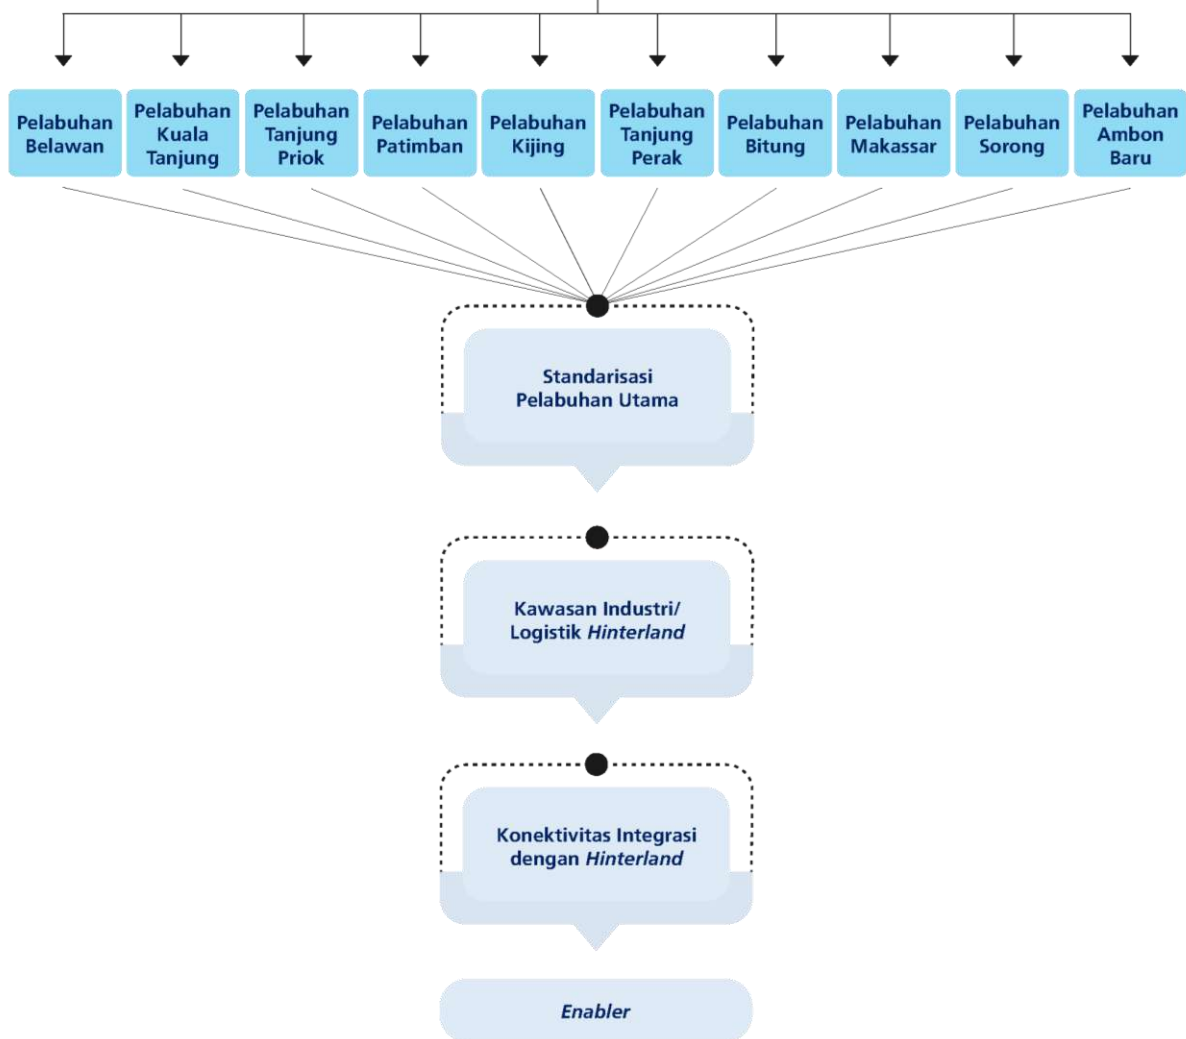 Pelabuhan
Belawan
Pelabuhan
Kuala
Tanjung
Pelabuhan
Tanjung
Priok
Pelabuhan
Patimban
Pelabuhan
Kijing
Pelabuhan
Tanjung
Perak
Pelabuhan
Bitung
Pelabuhan
Makassar
Pelabuhan
Sorong
Pelabuhan
Ambon
Baru
Standarisasi
Pelabuhan Utama
Kawasan Industri/
Logistik Hinterland
Konektivitas Integrasi
dengan Hinterland
Enabler